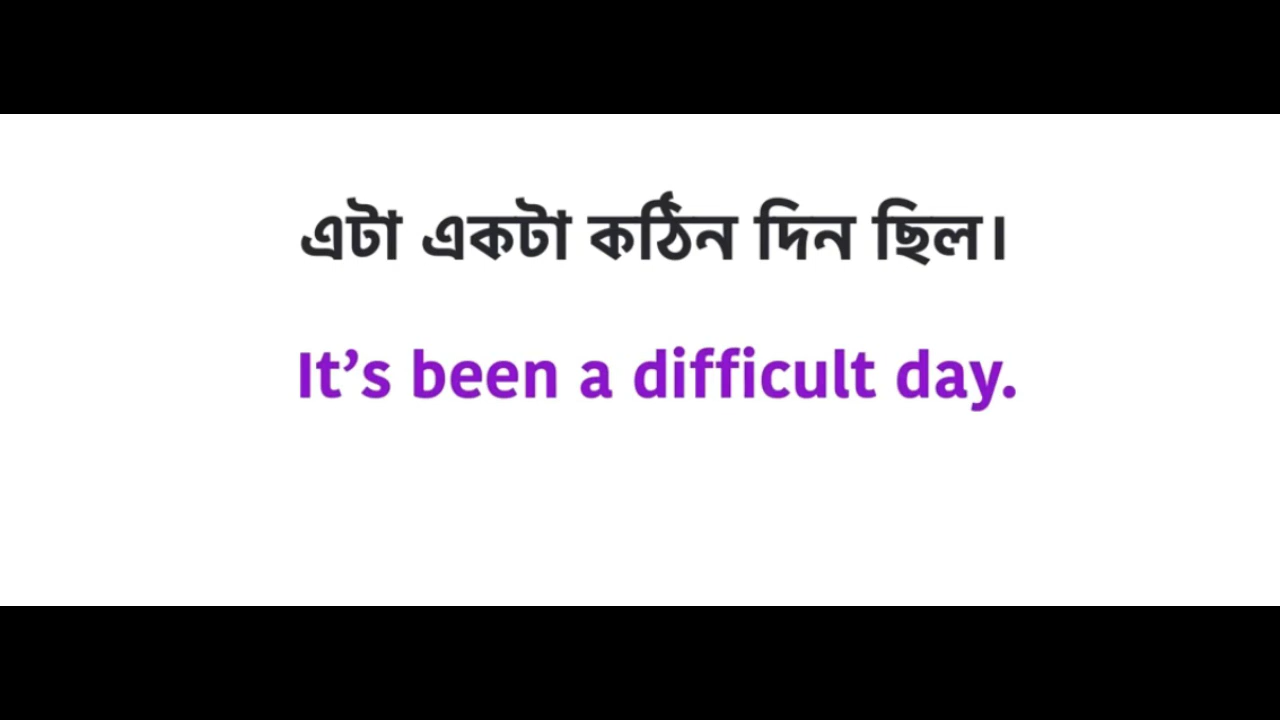 এটা একটা কঠিন দিন ছিল।
It’s been a difficult day.